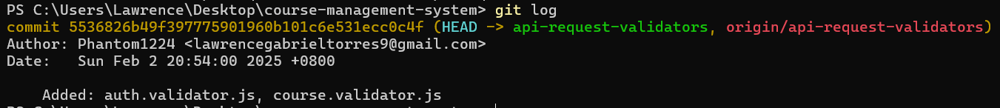 PS C:\Users\Lawrence\Desktop\course-management-system> git log
commit 5536826b49f397775901960b101c6e531ecc0c4f (HEAD -> api-request-validators, origin/api-request-validators)
Author: Phantom1224 <lawrencegabrieltorres9@gmail.com>
Date:   Sun Feb 2 20:54:00 2025 +0800

    Added: auth.validator.js, course.validator.js